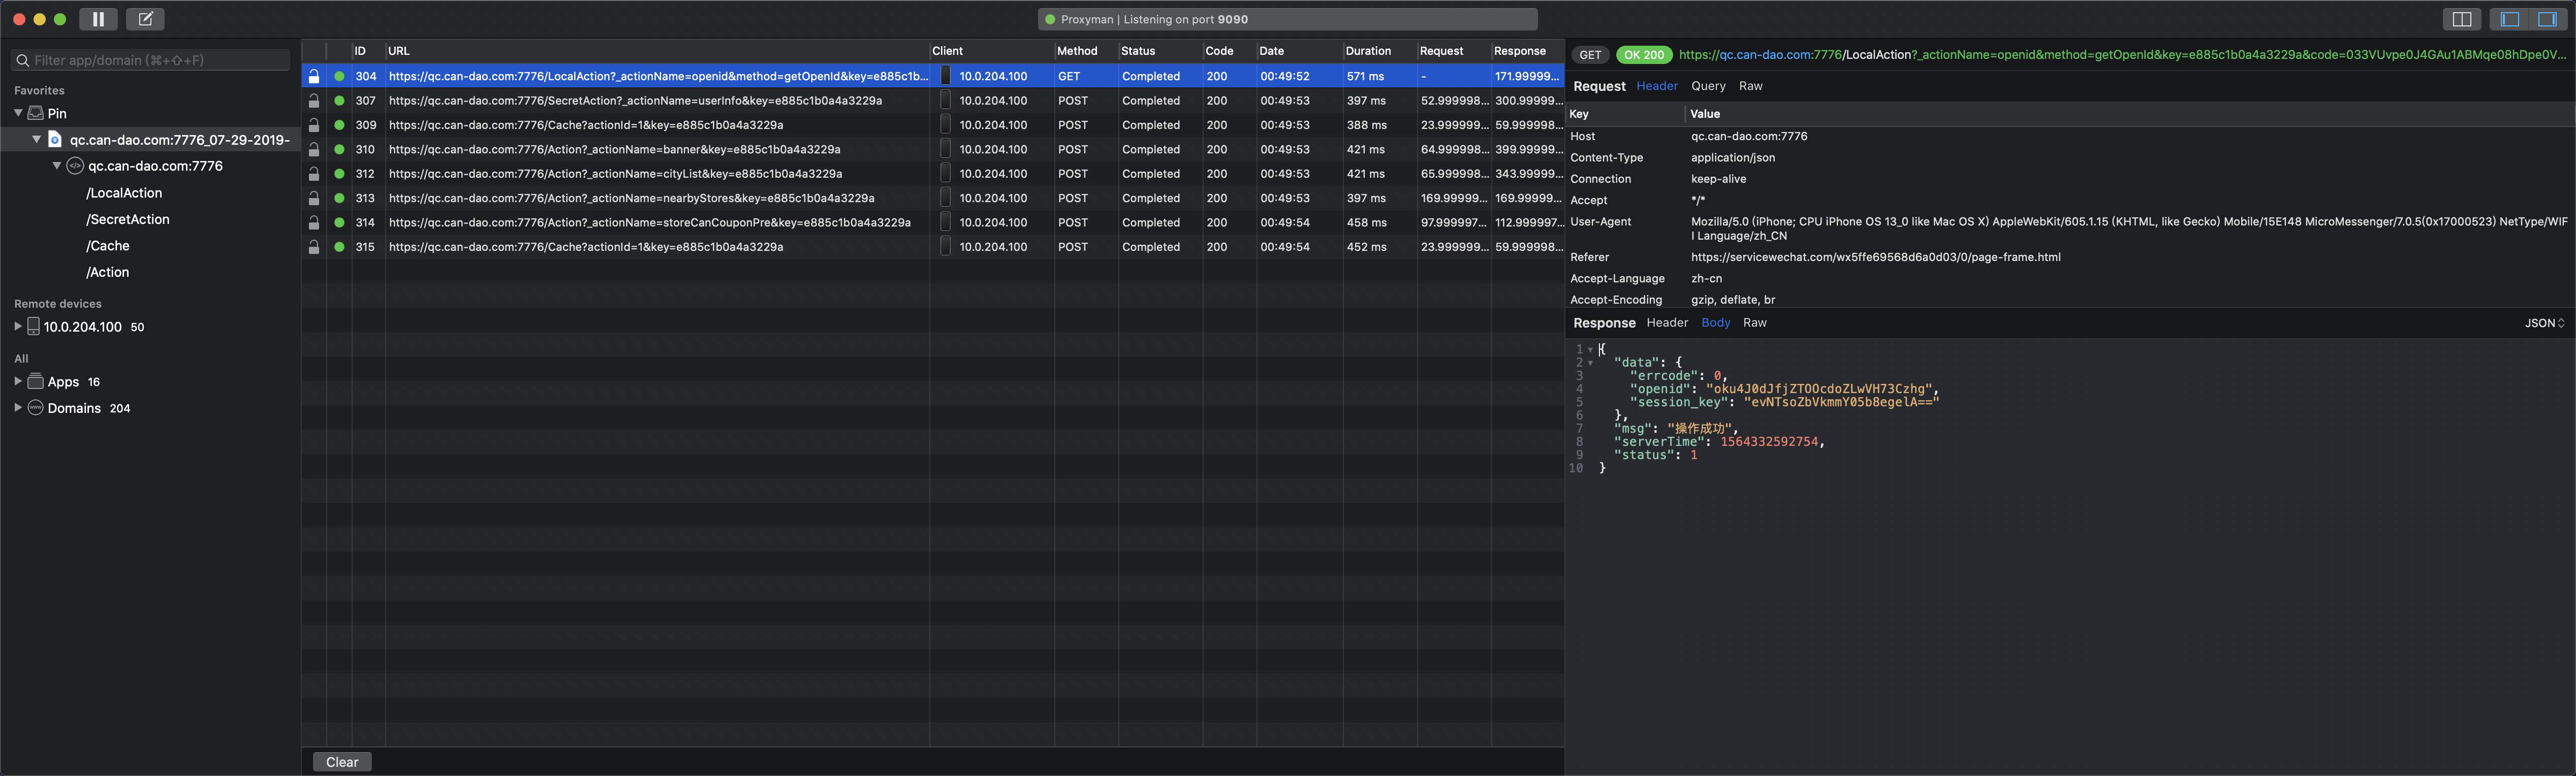 Proxyman | Listening on port 9090
Filter app/domain (⌘+⇧+F)
Favorites
Pin
qc.can-dao.com:7776_07-29-2019-
qc.can-dao.com:7776
/LocalAction
/SecretAction
/Cache
/Action
Remote devices
10.0.204.100 50
All
Apps 16
Domains 204
ID URL Client Method Status Code Date Duration Request Response
304 https://qc.can-dao.com:7776/LocalAction?_actionName=openid&method=getOpenId&key=e885c1b... 10.0.204.100 GET Completed 200 00:49:52 571 ms - 171.99999...
307 https://qc.can-dao.com:7776/SecretAction?_actionName=userInfo&key=e885c1b0a4a3229a 10.0.204.100 POST Completed 200 00:49:53 397 ms 52.999998... 300.99999...
309 https://qc.can-dao.com:7776/Cache?actionId=1&key=e885c1b0a4a3229a 10.0.204.100 POST Completed 200 00:49:53 388 ms 23.999999... 59.999998...
310 https://qc.can-dao.com:7776/Action?_actionName=banner&key=e885c1b0a4a3229a 10.0.204.100 POST Completed 200 00:49:53 421 ms 64.999998... 399.99999...
312 https://qc.can-dao.com:7776/Action?_actionName=cityList&key=e885c1b0a4a3229a 10.0.204.100 POST Completed 200 00:49:53 421 ms 65.999998... 343.99999...
313 https://qc.can-dao.com:7776/Action?_actionName=nearbyStores&key=e885c1b0a4a3229a 10.0.204.100 POST Completed 200 00:49:53 397 ms 169.99999... 169.99999...
314 https://qc.can-dao.com:7776/Action?_actionName=storeCanCouponPre&key=e885c1b0a4a3229a 10.0.204.100 POST Completed 200 00:49:54 458 ms 97.999997... 112.999997...
315 https://qc.can-dao.com:7776/Cache?actionId=1&key=e885c1b0a4a3229a 10.0.204.100 POST Completed 200 00:49:54 452 ms 23.999999... 59.999998...
Clear
GET OK 200 https://qc.can-dao.com:7776/LocalAction?_actionName=openid&method=getOpenId&key=e885c1b0a4a3229a&code=033VUvpe0J4GAu1ABMqe08hDpe0V...
Request Header Query Raw
Key Value
Host qc.can-dao.com:7776
Content-Type application/json
Connection keep-alive
Accept */*
User-Agent Mozilla/5.0 (iPhone; CPU iPhone OS 13_0 like Mac OS X) AppleWebKit/605.1.15 (KHTML, like Gecko) Mobile/15E148 MicroMessenger/7.0.5(0x17000523) NetType/WIF
I Language/zh_CN
Referer https://servicewechat.com/wx5ffe69568d6a0d03/0/page-frame.html
Accept-Language zh-cn
Accept-Encoding gzip, deflate, br
Response Header Body Raw JSON
1 {
2 "data": {
3 "errcode": 0,
4 "openid": "oku4J0dJfjZTOOcdoZLwVH73Czhg",
5 "session_key": "evNTsoZbVkmmY05b8egelA=="
6 },
7 "msg": "操作成功",
8 "serverTime": 1564332592754,
9 "status": 1
10 }